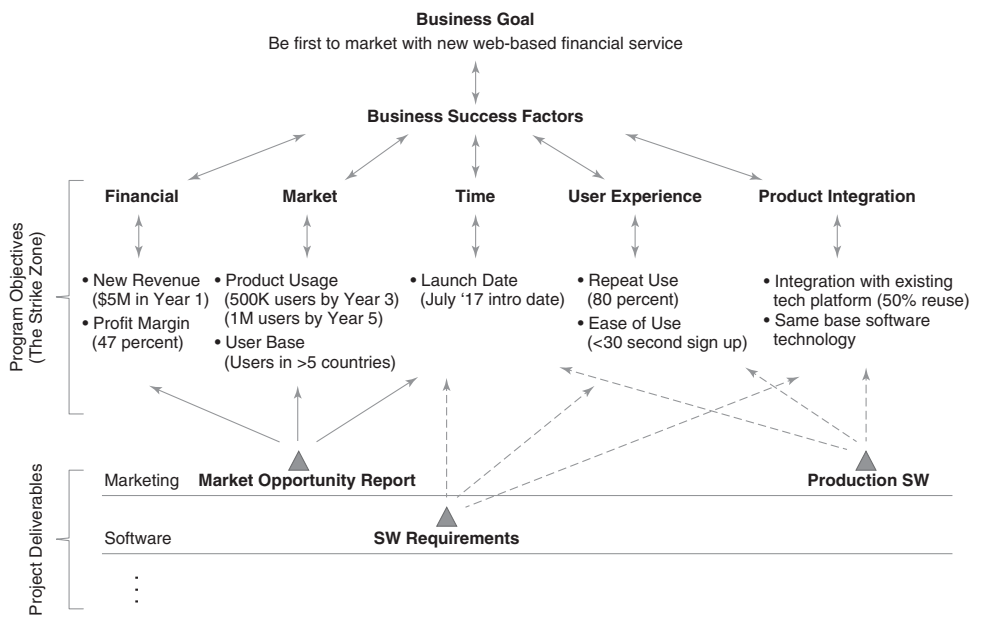 Business Goal
Be first to market with new web-based financial service
Business Success Factors
Program Objectives
(The Strike Zone)
Financial
Market
Time
User Experience
Product Integration
• New Revenue
($5M in Year 1)
• Profit Margin
(47 percent)
• Product Usage
(500K users by Year 3)
(1M users by Year 5)
• User Base
(Users in >5 countries)
• Launch Date
(July ‘17 intro date)
• Repeat Use
(80 percent)
• Ease of Use
(<30 second sign up)
• Integration with existing
tech platform (50% reuse)
• Same base software
technology
Project Deliverables
Marketing
Market Opportunity Report
Production SW
Software
SW Requirements